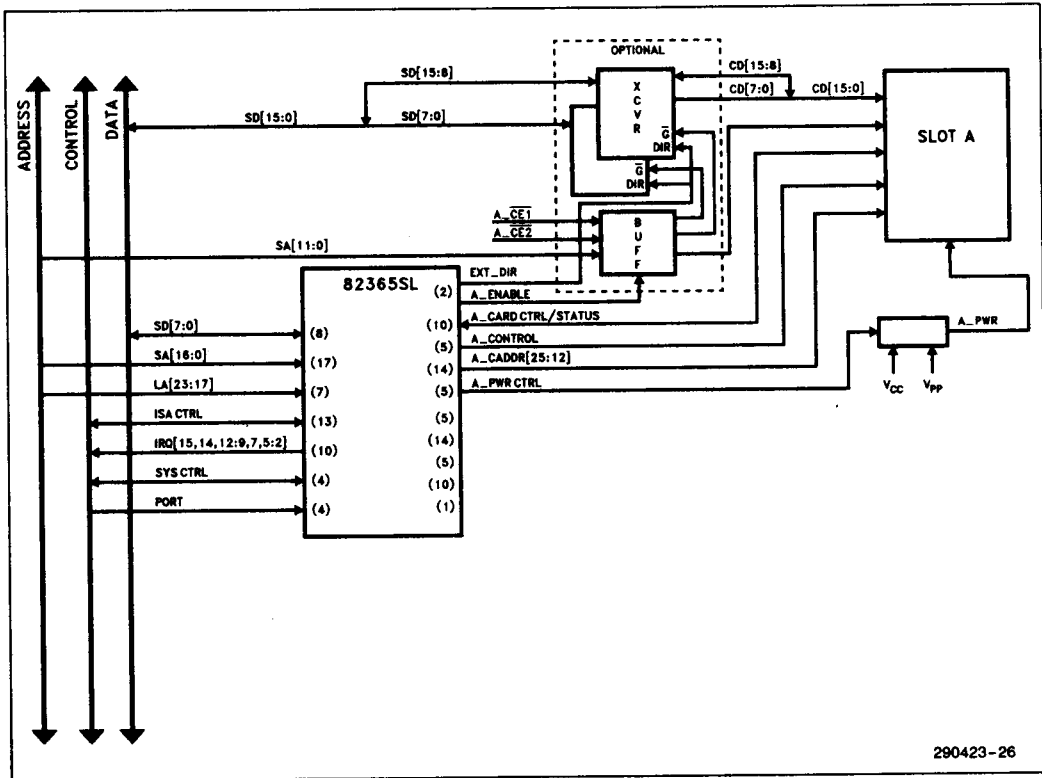 OPTIONAL
ADDRESS
CONTROL
DATA
SD[15:8]
SD[15:0]
SD[7:0]
XCVR
G
DIR
G
DIR
CD[15:8]
CD[7:0]
CD[15:0]
SLOT A
A_CE1
A_CE2
BUFF
SA[11:0]
82365SL
EXT_DIR
(2)
A_ENABLE
SD[7:0]
(8)
(10)
A_CARD CTRL/STATUS
A_PWR
SA[16:0]
(17)
(5)
A_CONTROL
(14)
A_CADDR[25:12]
LA[23:17]
(7)
(5)
A_PWR CTRL
VCC
VPP
ISA CTRL
(13)
(5)
(14)
IRQ[15,14,12:9,7,5:2]
(10)
(5)
SYS CTRL
(4)
(10)
PORT
(4)
(1)
290423-26